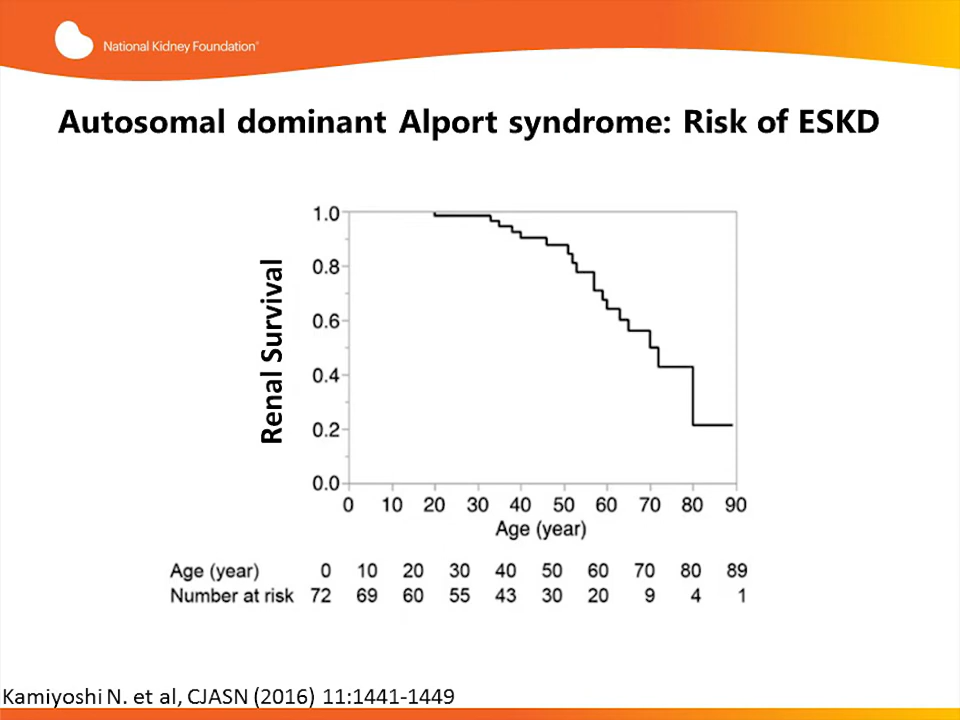 National Kidney Foundation®
Autosomal dominant Alport syndrome: Risk of ESKD
Renal Survival
1.0
0.8
0.6
0.4
0.2
0.0
0 10 20 30 40 50 60 70 80 90
Age (year)
Age (year) 0 10 20 30 40 50 60 70 80 89
Number at risk 72 69 60 55 43 30 20 9 4 1
Kamiyoshi N. et al, CJASN (2016) 11:1441-1449